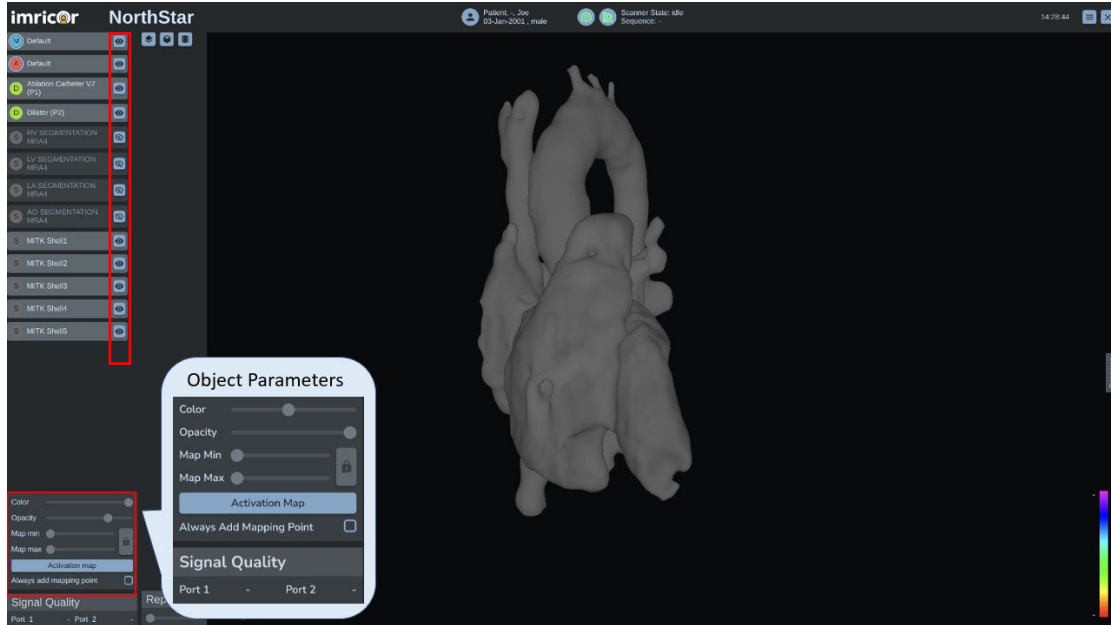 imricor NorthStar
Patient, -, Joe
03-Jan-2001 , male
Scanner State: idle
Sequence: -
14:28:44
M Default
A Default
D Ablation Catheter V2
(P1)
D Dilator (P2)
S RV SEGMENTATION
MRA4
S LV SEGMENTATION
MRA4
S LA SEGMENTATION
MRA4
S AO SEGMENTATION
MRA4
S MITK Shell1
S MITK Shell2
S MITK Shell3
S MITK Shell4
S MITK Shell5
Object Parameters
Color
Opacity
Map Min
Map Max
Activation Map
Always Add Mapping Point
Signal Quality
Port 1 - Port 2 -
Color
Opacity
Map min
Map max
Activation map
Always add mapping point
Signal Quality
Port 1 - Port 2 -